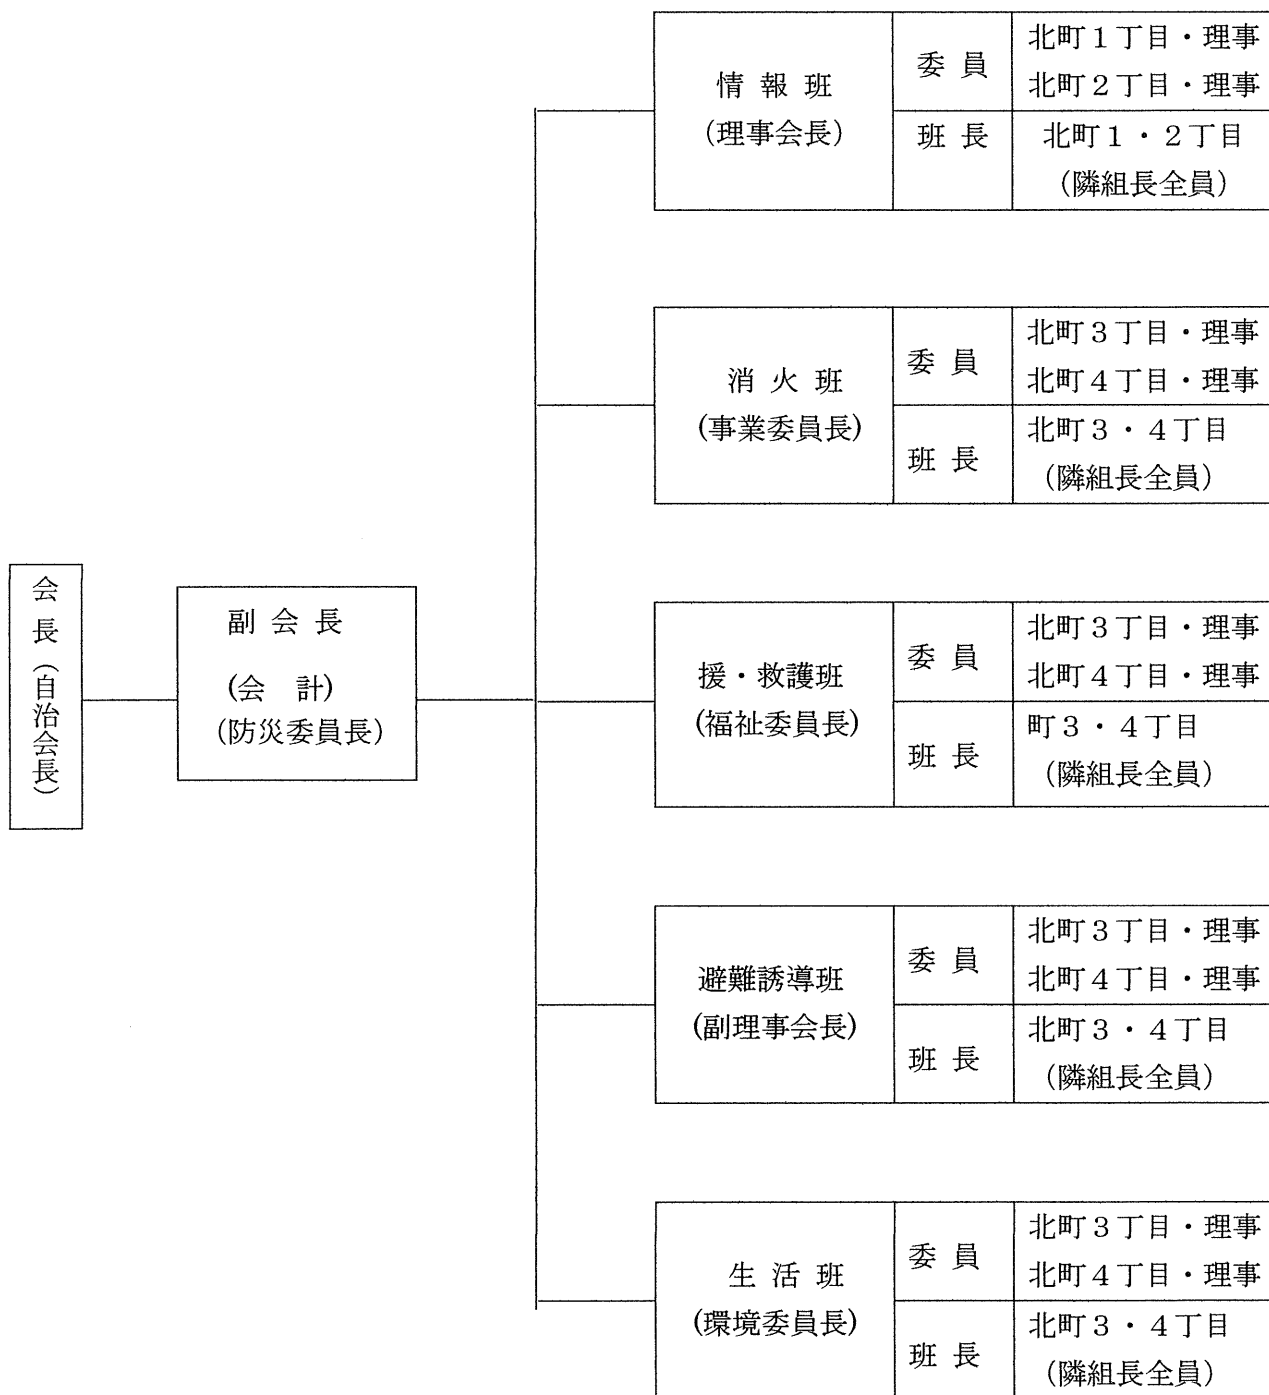 会長（自治会長）
副会長
(会　計)
(防災委員長)
情報班
(理事会長)
委員
北町１丁目・理事
北町２丁目・理事
班長
北町１・２丁目
（隣組長全員）
消火班
(事業委員長)
委員
北町３丁目・理事
北町４丁目・理事
班長
北町３・４丁目
（隣組長全員）
援・救護班
(福祉委員長)
委員
北町３丁目・理事
北町４丁目・理事
班長
町３・４丁目
（隣組長全員）
避難誘導班
(副理事会長)
委員
北町３丁目・理事
北町４丁目・理事
班長
北町３・４丁目
（隣組長全員）
生活班
(環境委員長)
委員
北町３丁目・理事
北町４丁目・理事
班長
北町３・４丁目
（隣組長全員）